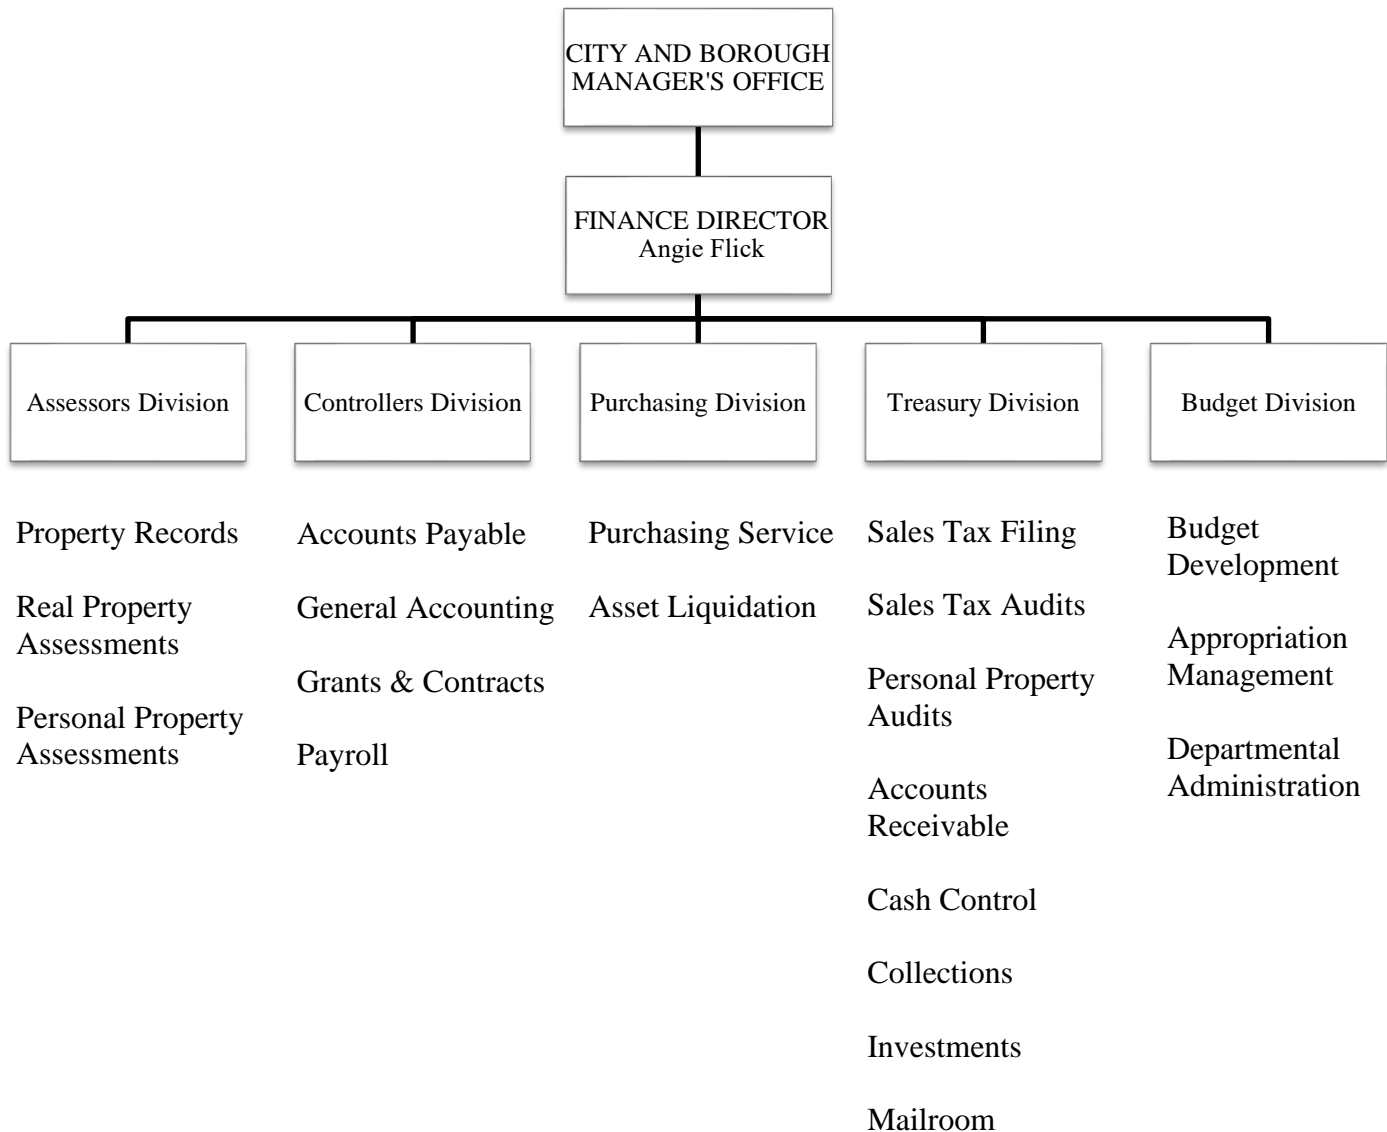 CITY AND BOROUGH
MANAGER'S OFFICE
FINANCE DIRECTOR
Angie Flick
Assessors Division
Controllers Division
Purchasing Division
Treasury Division
Budget Division
Property Records
Real Property
Assessments
Personal Property
Assessments
Accounts Payable
General Accounting
Grants & Contracts
Payroll
Purchasing Service
Asset Liquidation
Sales Tax Filing
Sales Tax Audits
Personal Property
Audits
Accounts
Receivable
Cash Control
Collections
Investments
Mailroom
Budget
Development
Appropriation
Management
Departmental
Administration